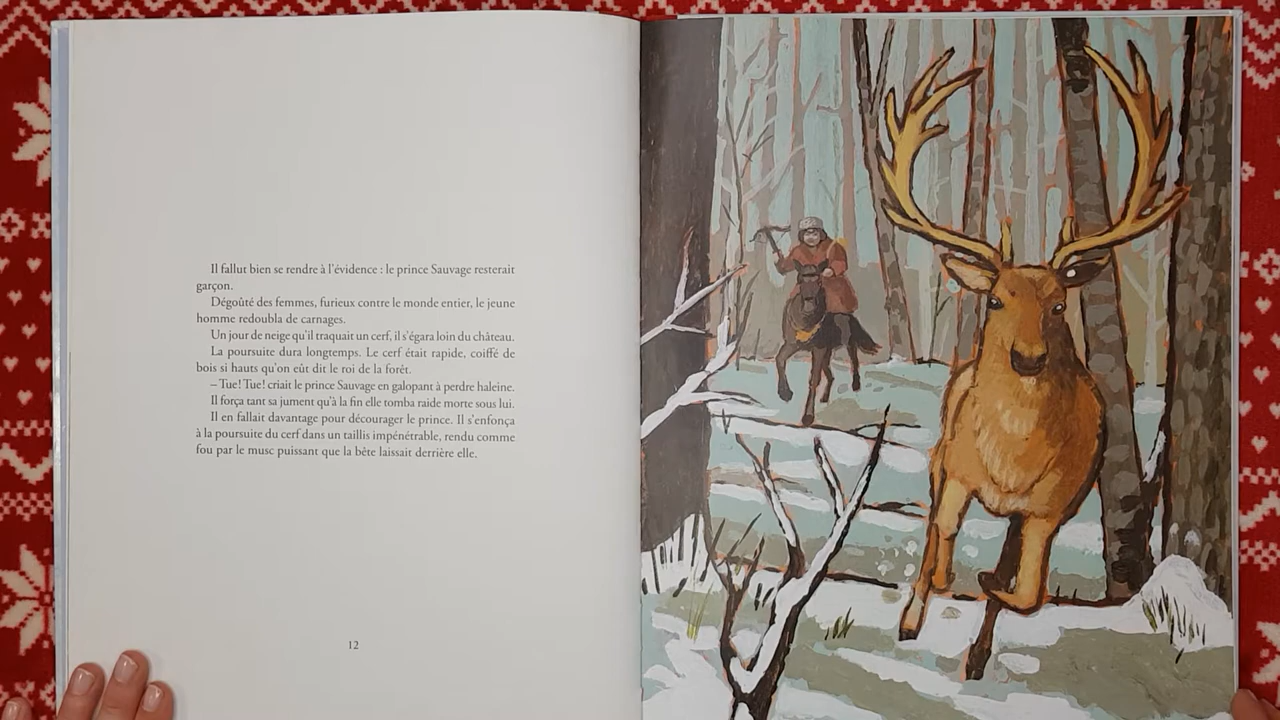 Il fallut bien se rendre à l'évidence : le prince Sauvage resterait
garçon.
Dégoûté des femmes, furieux contre le monde entier, le jeune
homme redoubla de carnages.
Un jour de neige qu'il traquait un cerf, il s'égara loin du château.
La poursuite dura longtemps. Le cerf était rapide, coiffé de
bois si hauts qu'on eût dit le roi de la forêt.
– Tue! Tue! criait le prince Sauvage en galopant à perdre haleine.
Il força tant sa jument qu'à la fin elle tomba raide morte sous lui.
Il en fallait davantage pour décourager le prince. Il s'enfonça
à la poursuite du cerf dans un taillis impénétrable, rendu comme
fou par le musc puissant que la bête laissait derrière elle.
12